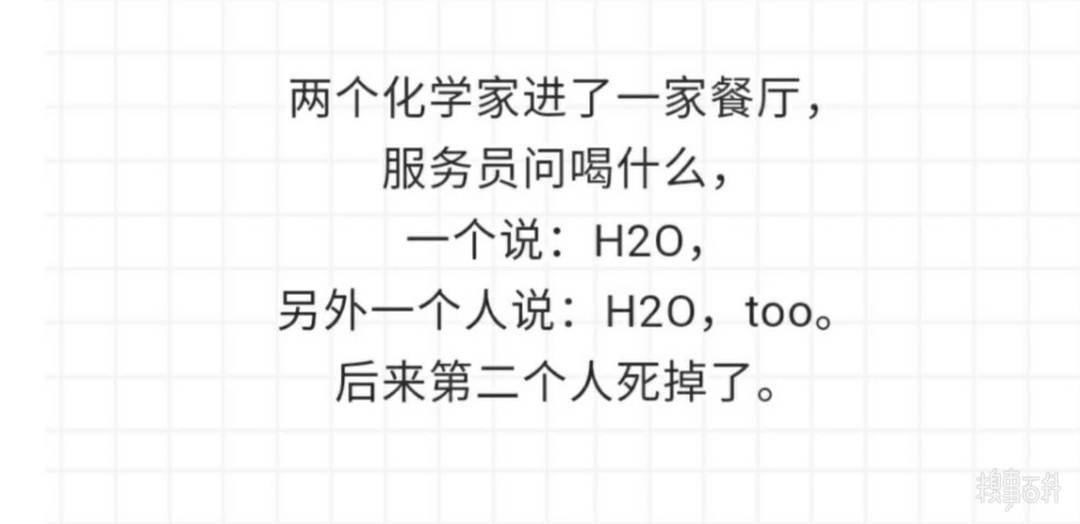 两个化学家进了一家餐厅，
服务员问喝什么，
一个说：H2O，
另外一个人说：H2O，too。
后来第二个人死掉了。
糗事百科